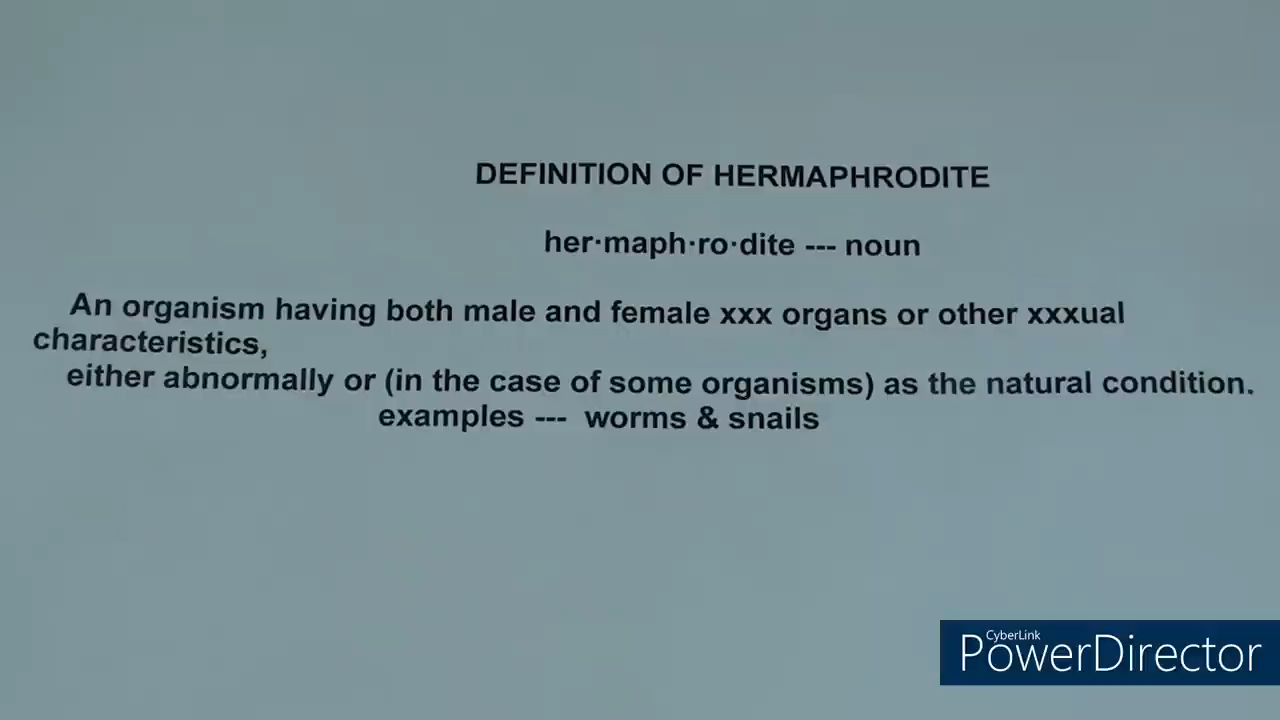 DEFINITION OF HERMAPHRODITE
her·maph·ro·dite --- noun
An organism having both male and female xxx organs or other xxxual
characteristics,
either abnormally or (in the case of some organisms) as the natural condition.
examples --- worms & snails
CyberLink
PowerDirector